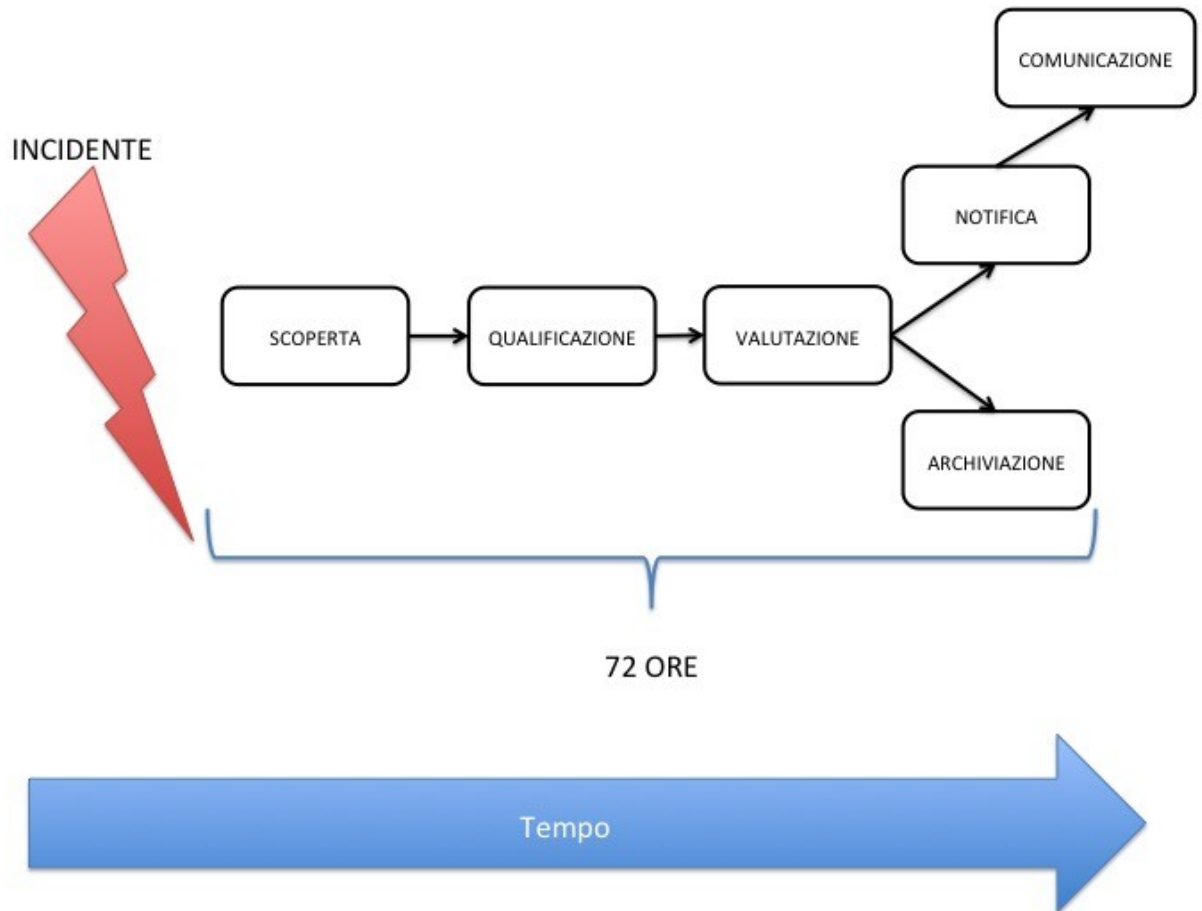 COMUNICAZIONE
INCIDENTE
NOTIFICA
SCOPERTA
QUALIFICAZIONE
VALUTAZIONE
ARCHIVIAZIONE
72 ORE
Tempo